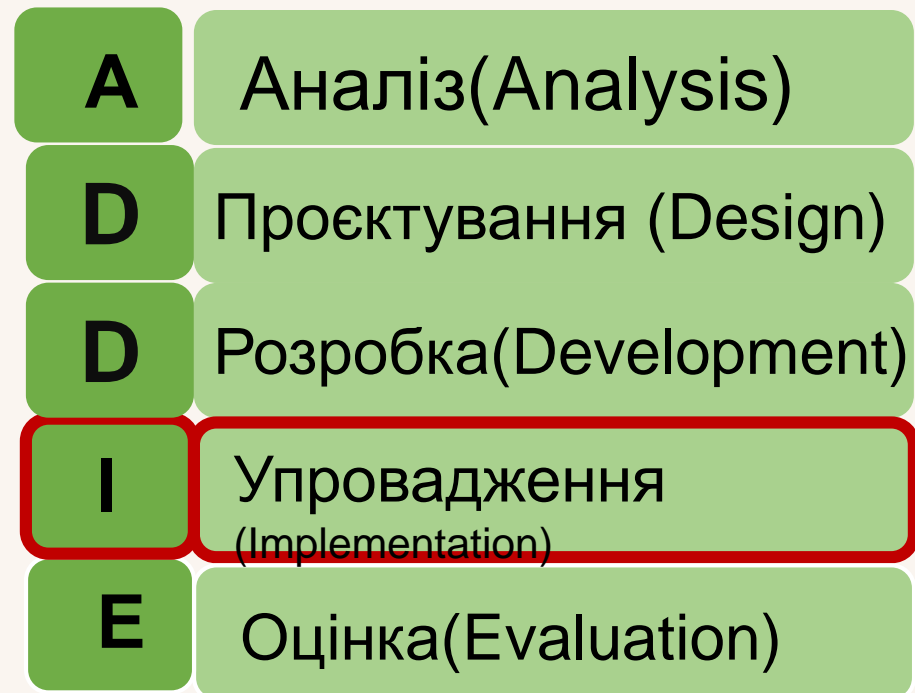 A
Аналіз(Analysis)
D
Проєктування (Design)
D
Розробка(Development)
I
Упровадження
(Implementation)
E
Оцінка(Evaluation)